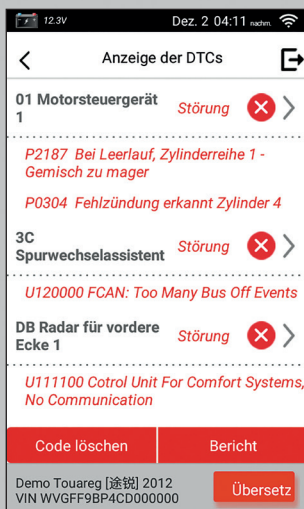 12.3V Dez. 2 04:11 nachm.
Anzeige der DTCs
01 Motorsteuergerät
1
Störung
P2187 Bei Leerlauf, Zylinderreihe 1 -
Gemisch zu mager
P0304 Fehlzündung erkannt Zylinder 4
3C
Spurwechselassistent
Störung
U120000 FCAN: Too Many Bus Off Events
DB Radar für vordere
Ecke 1
Störung
U111100 Cotrol Unit For Comfort Systems,
No Communication
Code löschen Bericht
Demo Touareg [途锐] 2012
VIN WVGFF9BP4CD000000
Übersetz